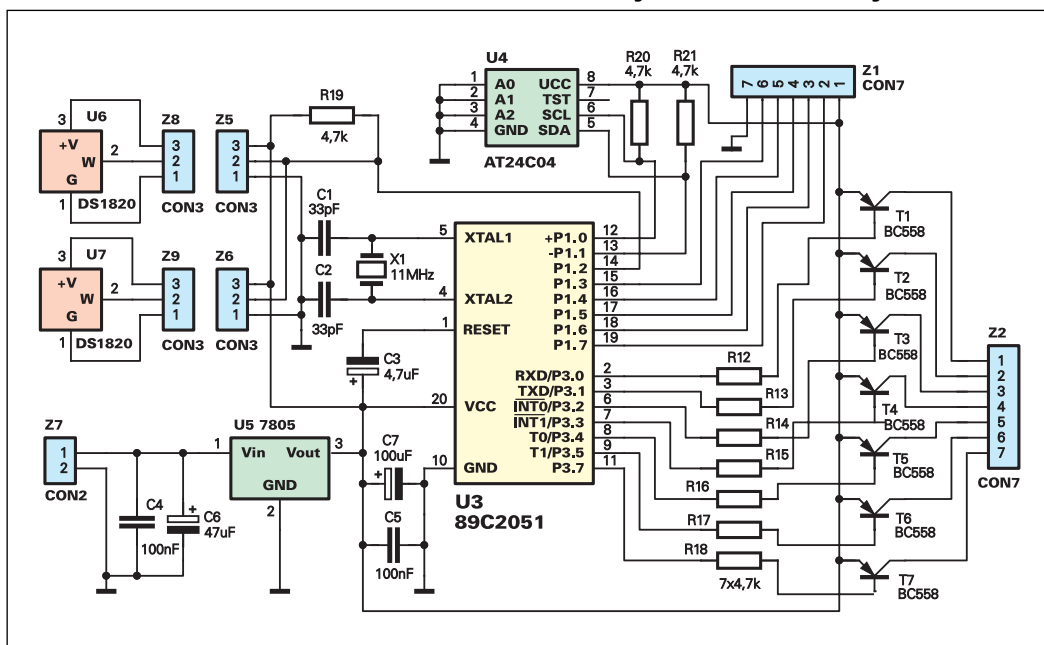 U4
1 A0 UCC 8
2 A1 TST 7
3 A2 SCL 6
4 GND SDA 5
AT24C04
R20
4,7k
R21
4,7k
7 6 5 4 3 2 1
Z1
CON7
U6
3
+V
W 2
G
1
DS1820
Z8
3
2
1
CON3
Z5
3
2
1
CON3
R19
4,7k
U7
3
+V
W 2
G
1
DS1820
Z9
3
2
1
CON3
Z6
3
2
1
CON3
C1
33pF
C2
33pF
X1
11MHz
C3
4,7uF
5 XTAL1
4 XTAL2
1 RESET
20 VCC
10 GND
+P1.0 12
-P1.1 13
P1.2 14
P1.3 15
P1.4 16
P1.5 17
P1.6 18
P1.7 19
RXD/P3.0 2
TXD/P3.1 3
INT0/P3.2 6
INT1/P3.3 7
T0/P3.4 8
T1/P3.5 9
P3.7 11
U3
89C2051
R12
R13
R14
R15
R16
R17
R18
7x4,7k
T1
BC558
T2
BC558
T3
BC558
T4
BC558
T5
BC558
T6
BC558
T7
BC558
Z2
1
2
3
4
5
6
7
CON7
Z7
1
2
CON2
U5 7805
1 Vin Vout 3
GND
2
C4
100nF
C6
47uF
C7
100uF
C5
100nF